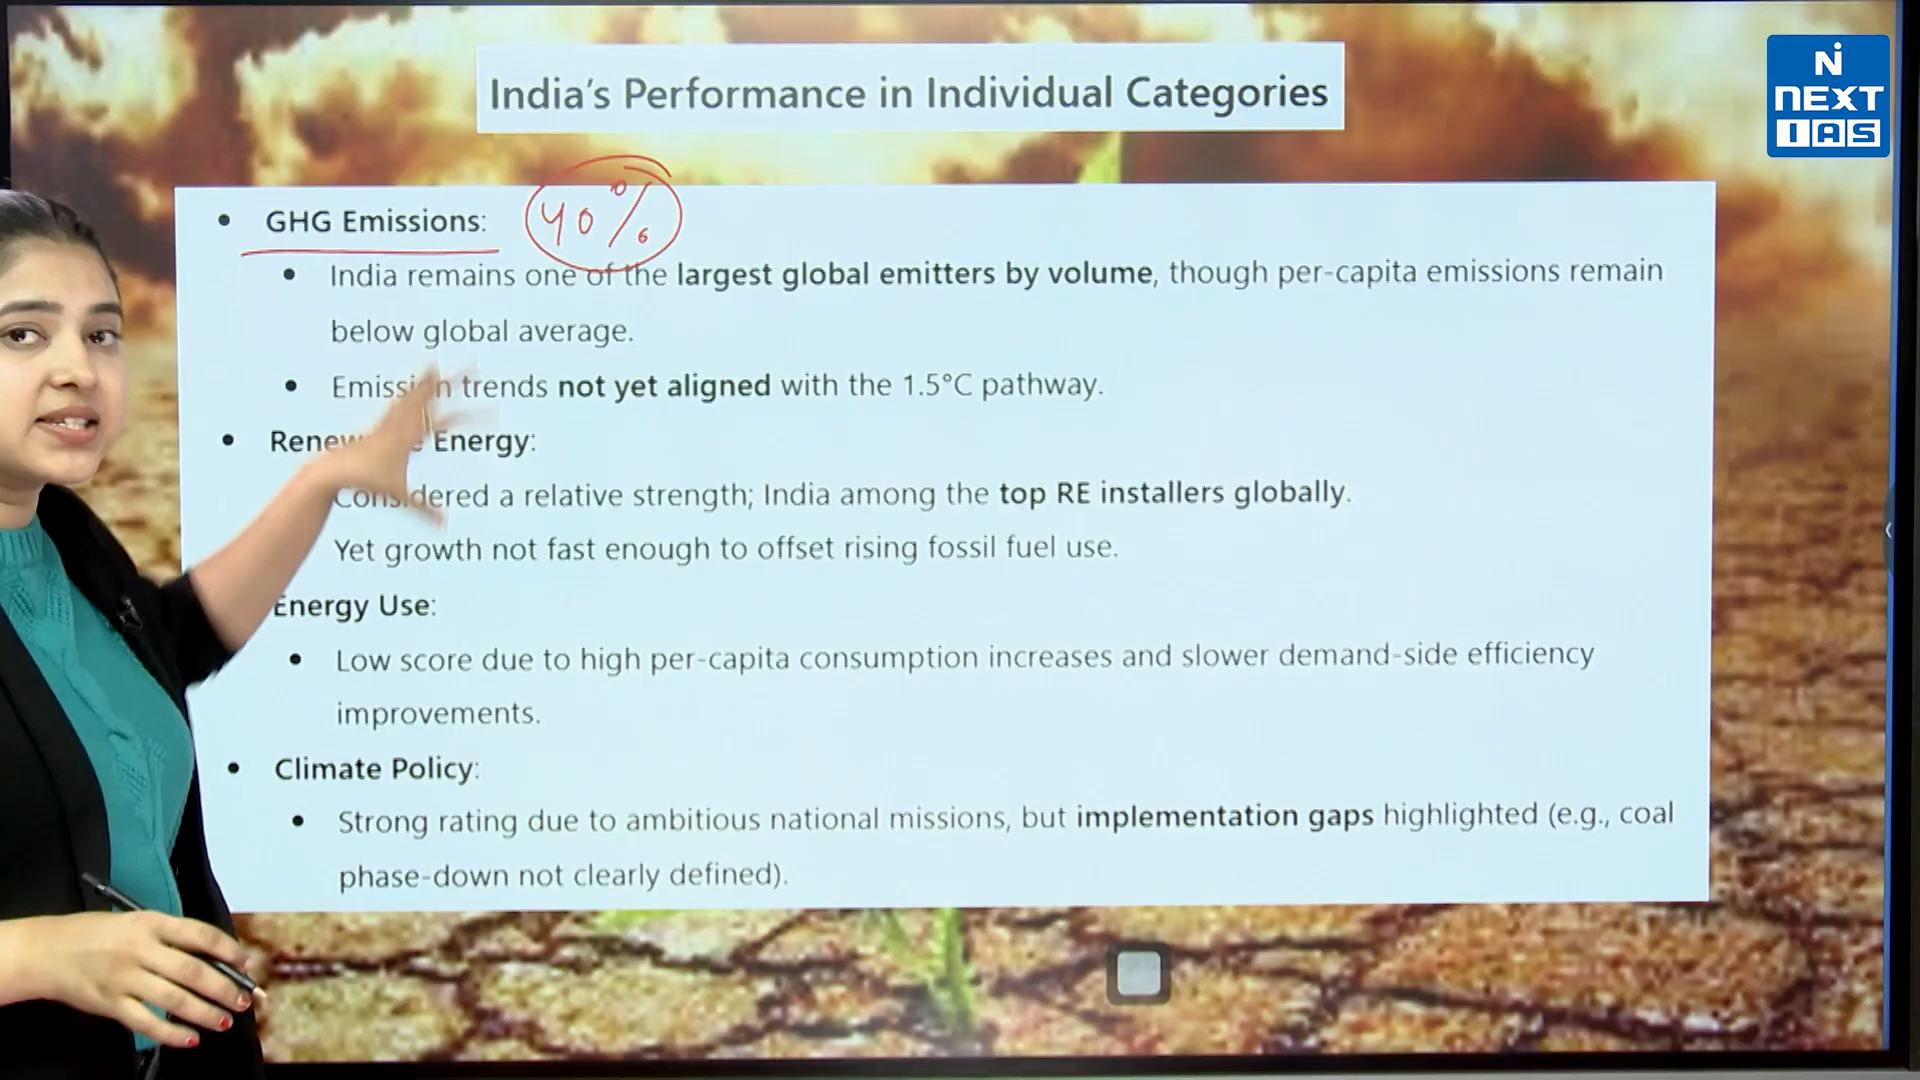 India's Performance in Individual Categories
N
NEXT
IAS
GHG Emissions: 40%
India remains one of the largest global emitters by volume, though per-capita emissions remain
below global average.
Emission trends not yet aligned with the 1.5°C pathway.
Energy:
Considered a relative strength; India among the top RE installers globally.
Yet growth not fast enough to offset rising fossil fuel use.
Energy Use:
Low score due to high per-capita consumption increases and slower demand-side efficiency
improvements.
Climate Policy:
Strong rating due to ambitious national missions, but implementation gaps highlighted (e.g., coal
phase-down not clearly defined).